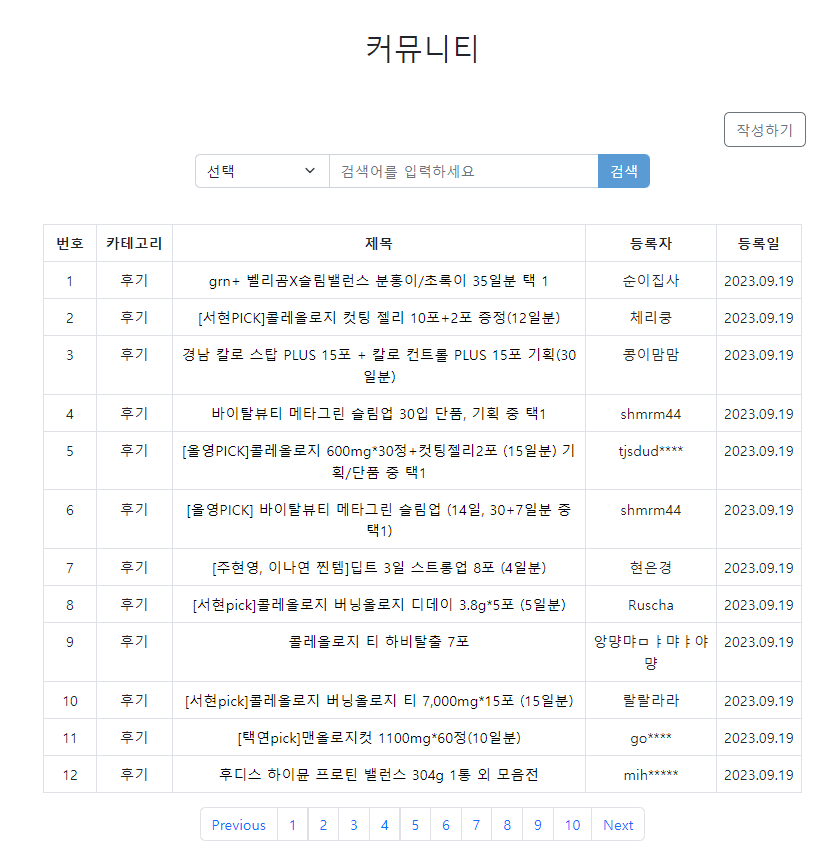 커뮤니티
작성하기
선택 검색어를 입력하세요 검색
번호 카테고리 제목 등록자 등록일
1 후기 grn+ 벨리곰X슬림밸런스 분홍이/초록이 35일분 택 1 순이집사 2023.09.19
2 후기 [서현PICK]콜레올로지 컷팅 젤리 10포+2포 증정(12일분) 체리쿵 2023.09.19
3 후기 경남 칼로 스탑 PLUS 15포 + 칼로 컨트롤 PLUS 15포 기획(30 콩이맘맘 2023.09.19
일분)
4 후기 바이탈뷰티 메타그린 슬림업 30입 단품, 기획 중 택1 shmrm44 2023.09.19
5 후기 [올영PICK]콜레올로지 600mg*30정+컷팅젤리2포 (15일분) 기 tjsdud**** 2023.09.19
획/단품 중 택1
6 후기 [올영PICK] 바이탈뷰티 메타그린 슬림업 (14일, 30+7일분 중 shmrm44 2023.09.19
택1)
7 후기 [주현영, 이나연 찐템]딥트 3일 스트롱업 8포 (4일분) 현은경 2023.09.19
8 후기 [서현pick]콜레올로지 버닝올로지 디데이 3.8g*5포 (5일분) Ruscha 2023.09.19
9 후기 콜레올로지 티 하비탈출 7포 앙먕먀ㅁㅑ먀ㅑ야 2023.09.19
먕
10 후기 [서현pick]콜레올로지 버닝올로지 티 7,000mg*15포 (15일분) 랄랄라라 2023.09.19
11 후기 [택연pick]맨올로지컷 1100mg*60정(10일분) go**** 2023.09.19
12 후기 후디스 하이뮨 프로틴 밸런스 304g 1통 외 모음전 mih***** 2023.09.19
Previous 1 2 3 4 5 6 7 8 9 10 Next